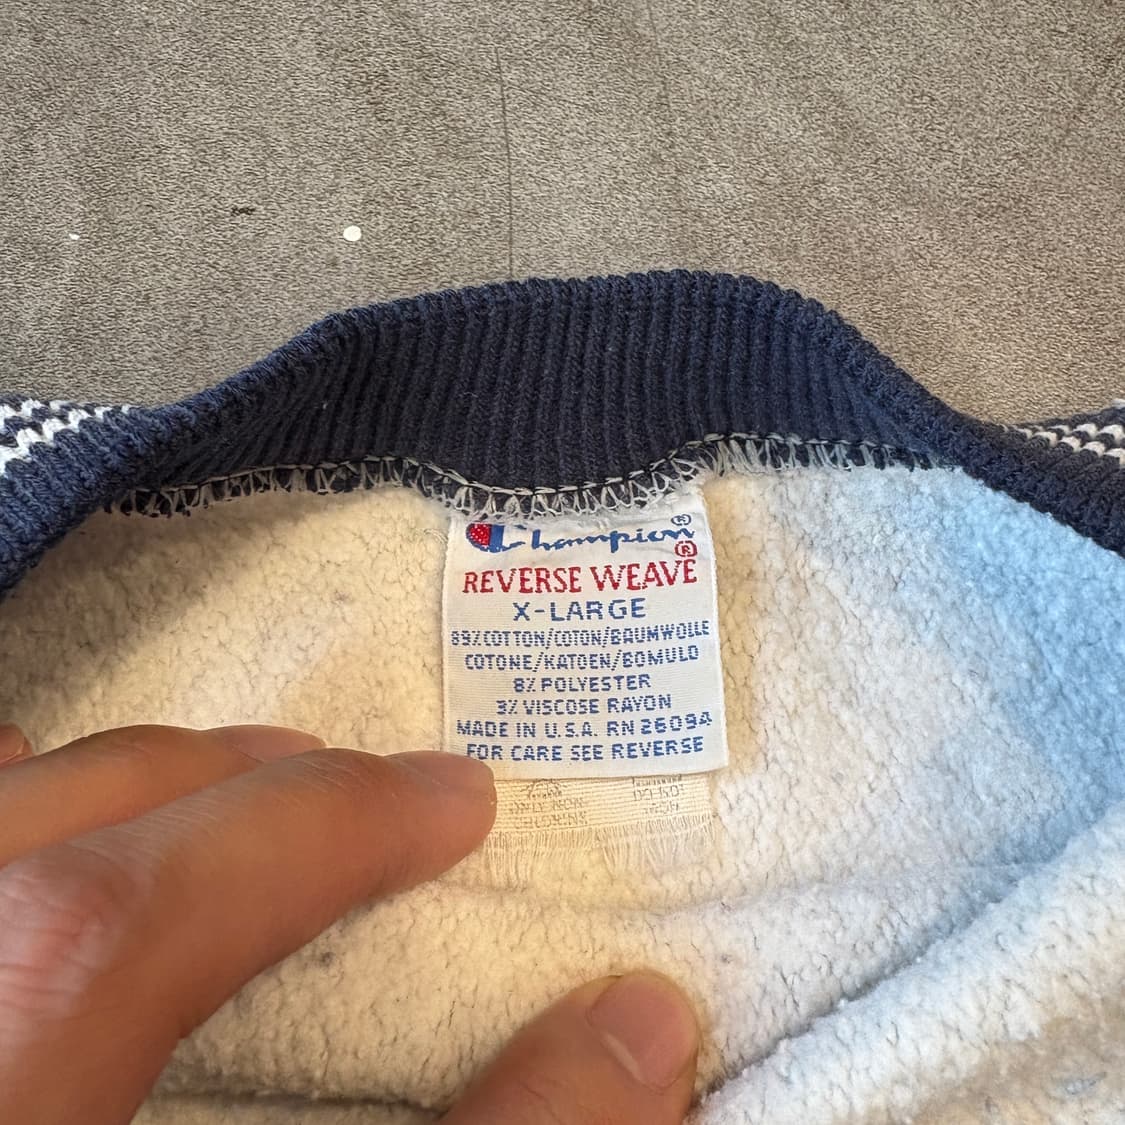 Champion®
REVERSE WEAVE®
X-LARGE
89% COTTON/COTON/BAUMWOLLE
COTONE/KATOEN/BOMULD
8% POLYESTER
3% VISCOSE RAYON
MADE IN U.S.A. RN 26094
FOR CARE SEE REVERSE